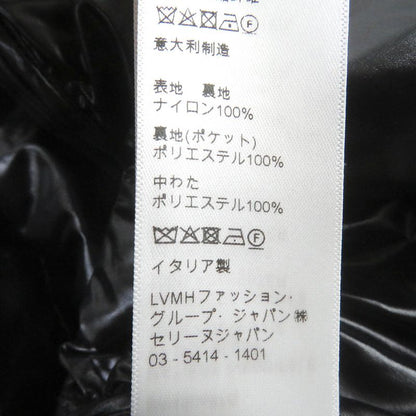 意大利制造
表地 裏地
ナイロン100%
裏地(ポケット)
ポリエステル100%
中わた
ポリエステル100%
F
イタリア製
LVMHファッション・
グループ・ジャパン㈱
セリーヌジャパン
03 - 5414 - 1401